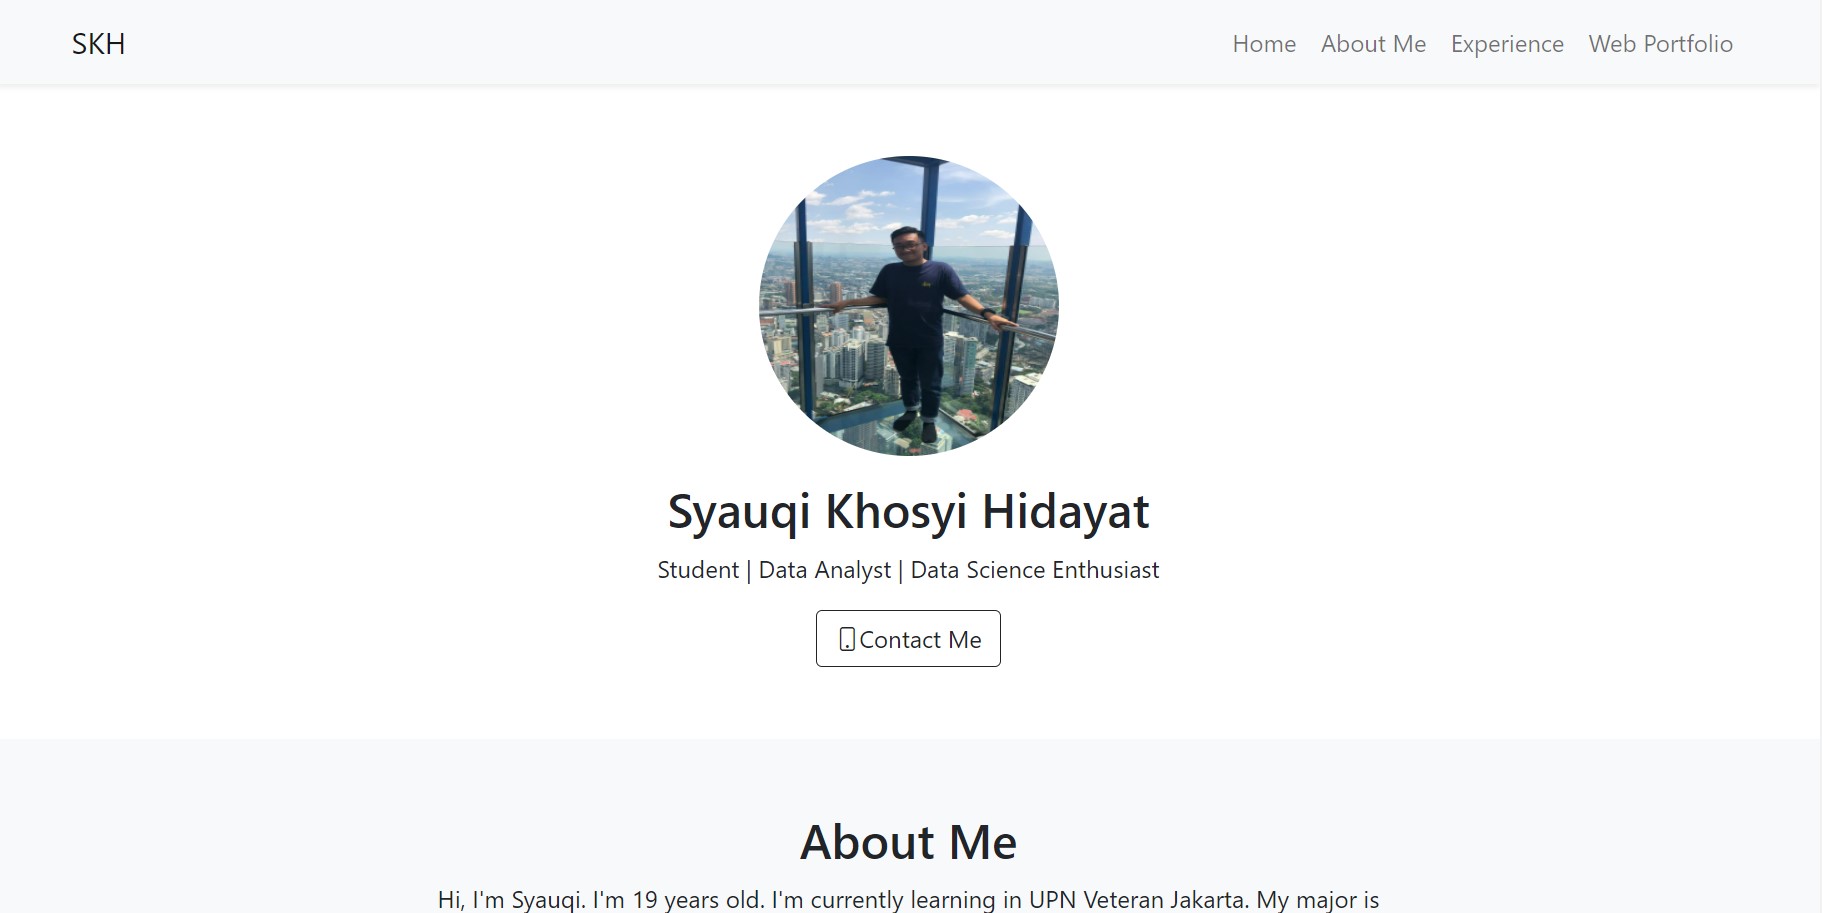 SKH
Home About Me Experience Web Portfolio
Syauqi Khosyi Hidayat
Student | Data Analyst | Data Science Enthusiast
Contact Me
About Me
Hi, I'm Syauqi. I'm 19 years old. I'm currently learning in UPN Veteran Jakarta. My major is